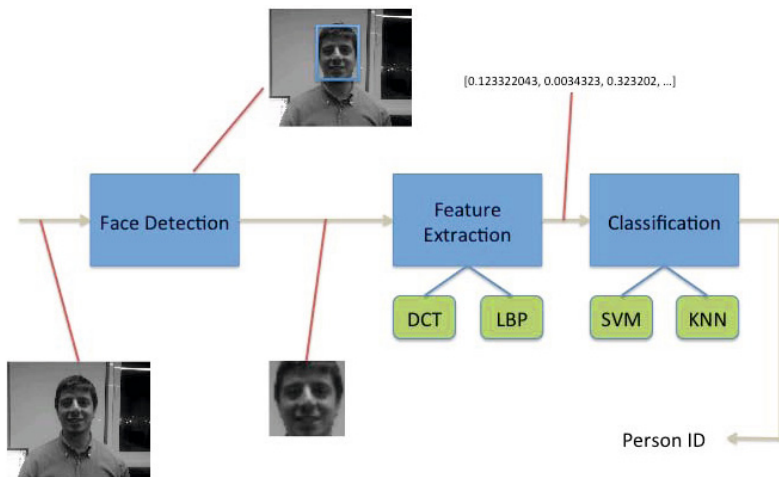 [0.123322043, 0.0034323, 0.323202, ...]
Face Detection
Feature
Extraction
Classification
DCT
LBP
SVM
KNN
Person ID